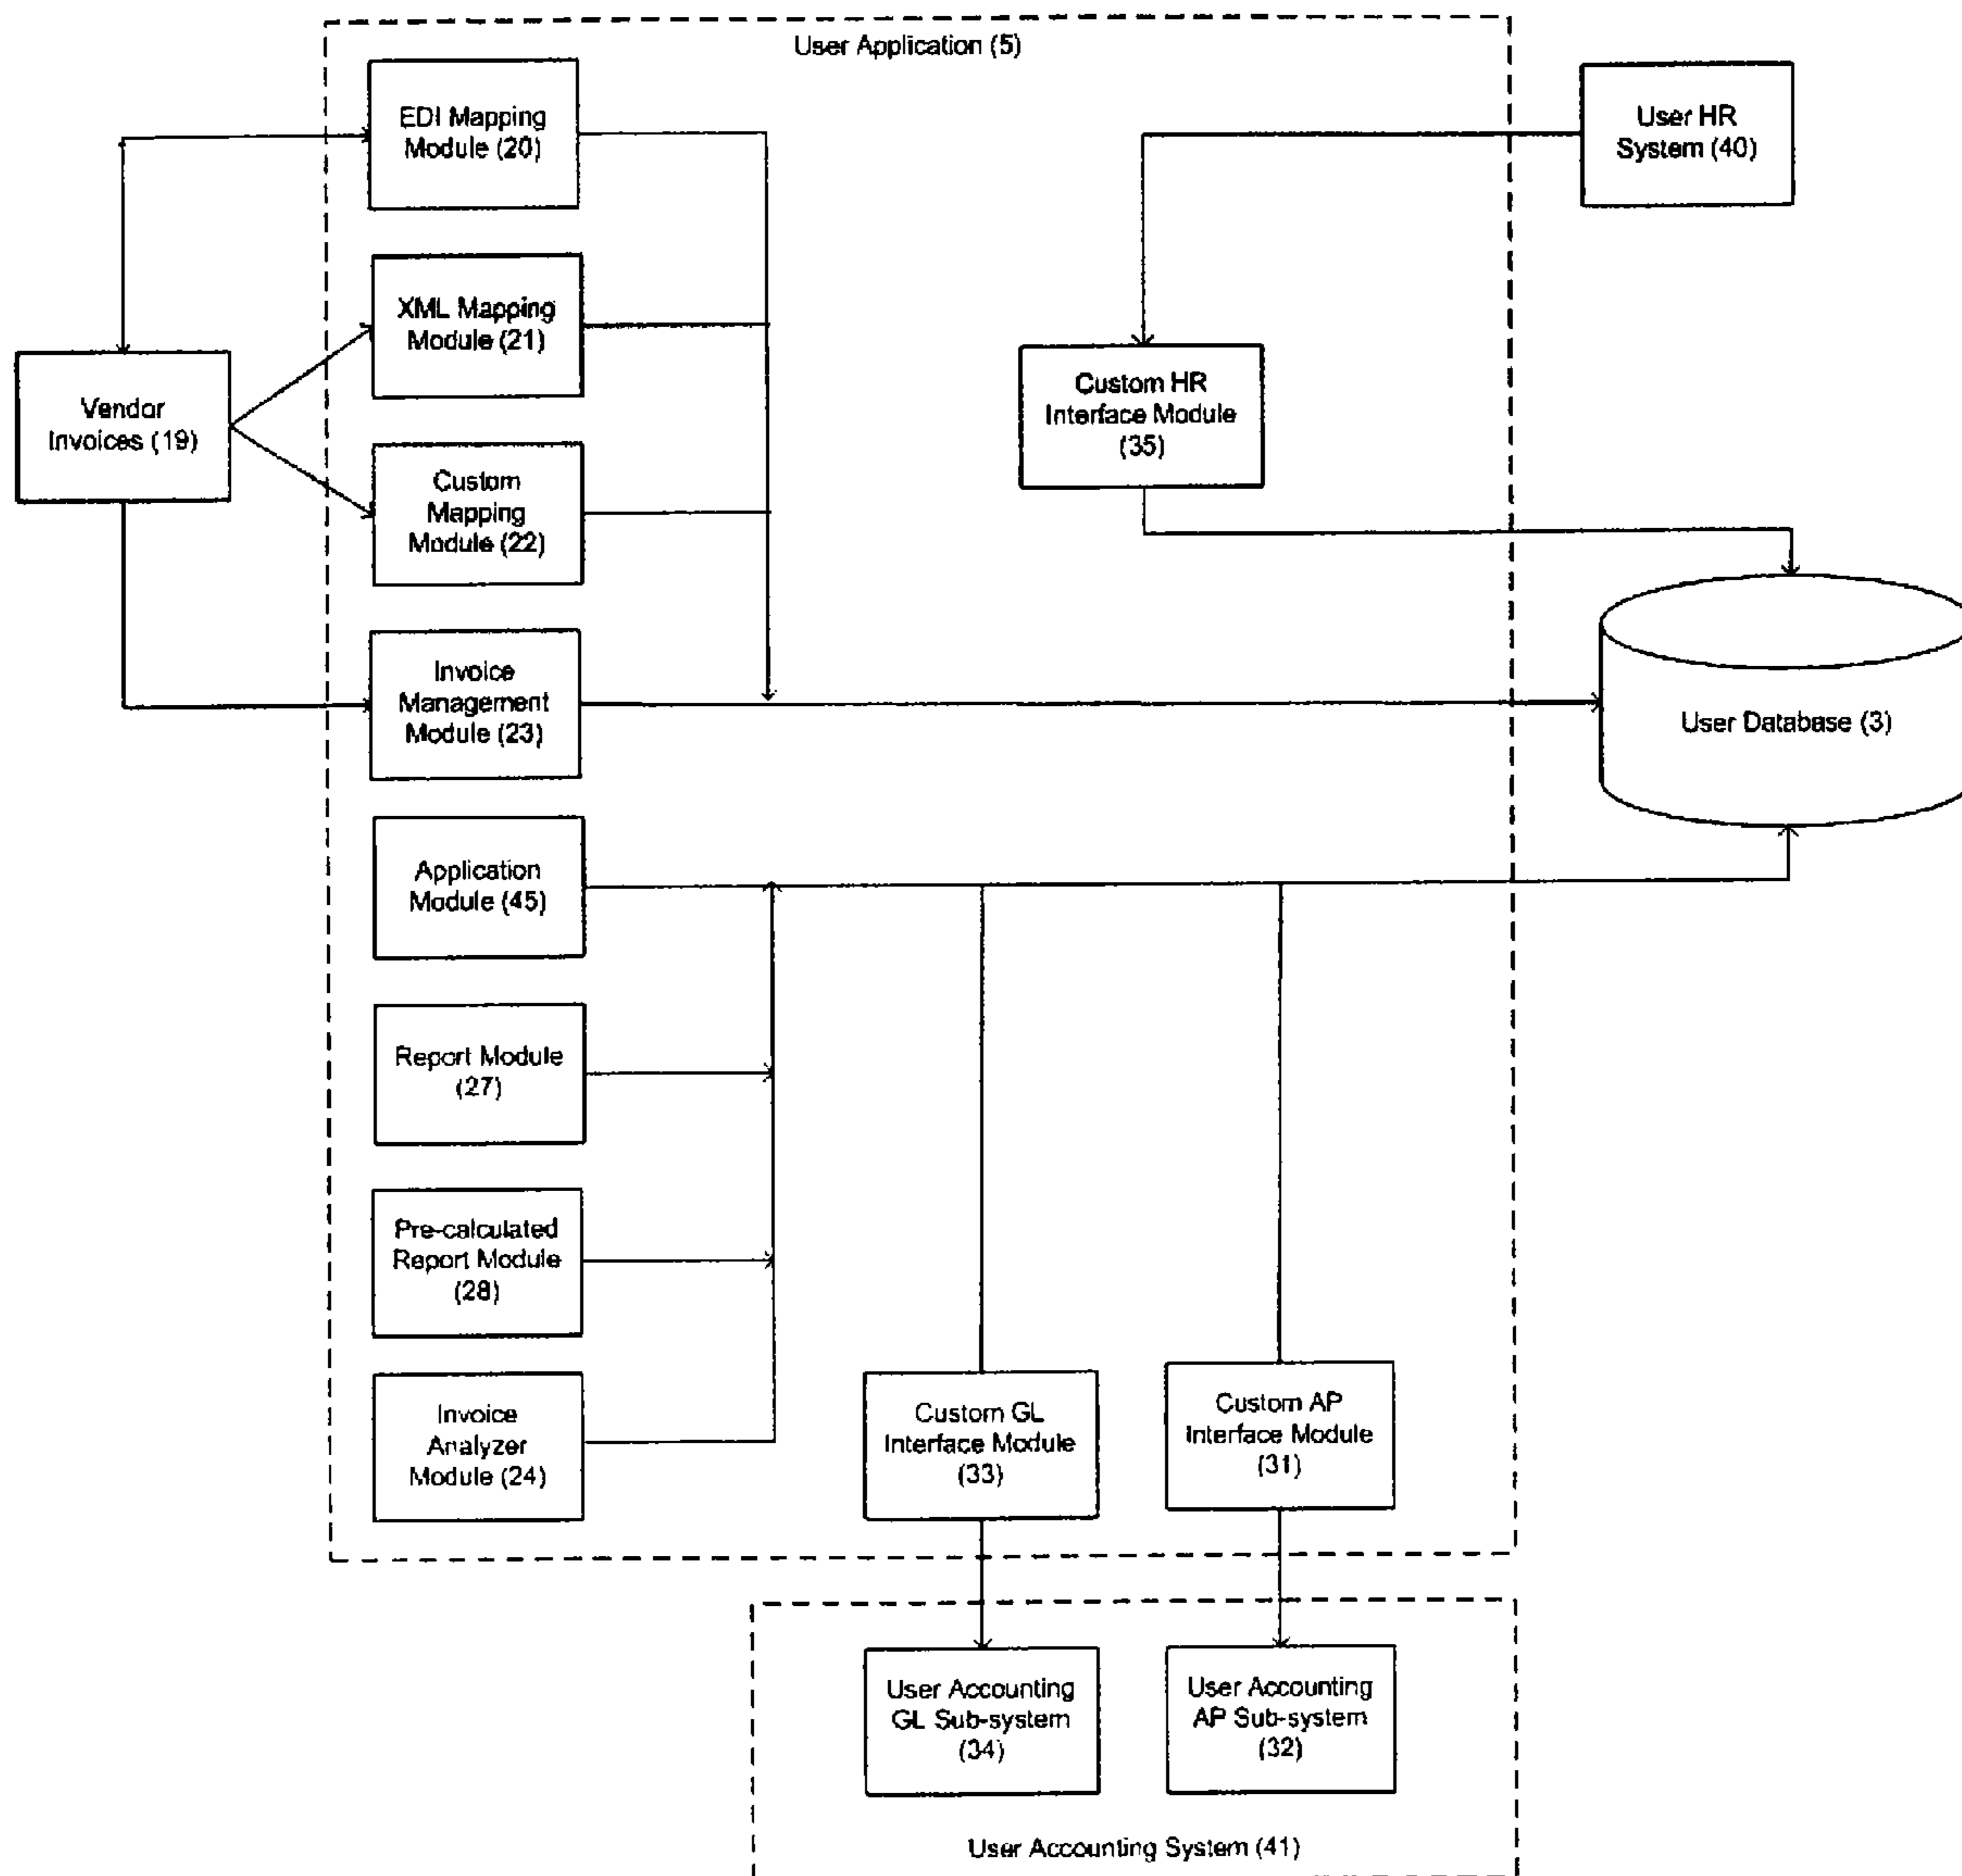 User Application (5)
EDI Mapping
Module (20)
User HR
System (40)
XML Mapping
Module (21)
Vendor
Invoices (19)
Custom HR
Interface Module
(35)
Custom
Mapping
Module (22)
Invoice
Management
Module (23)
User Database (3)
Application
Module (45)
Report Module
(27)
Pre-calculated
Report Module
(28)
Invoice
Analyzer
Module (24)
Custom GL
Interface Module
(33)
Custom AP
Interface Module
(31)
User Accounting
GL Sub-system
(34)
User Accounting
AP Sub-system
(32)
User Accounting System (41)